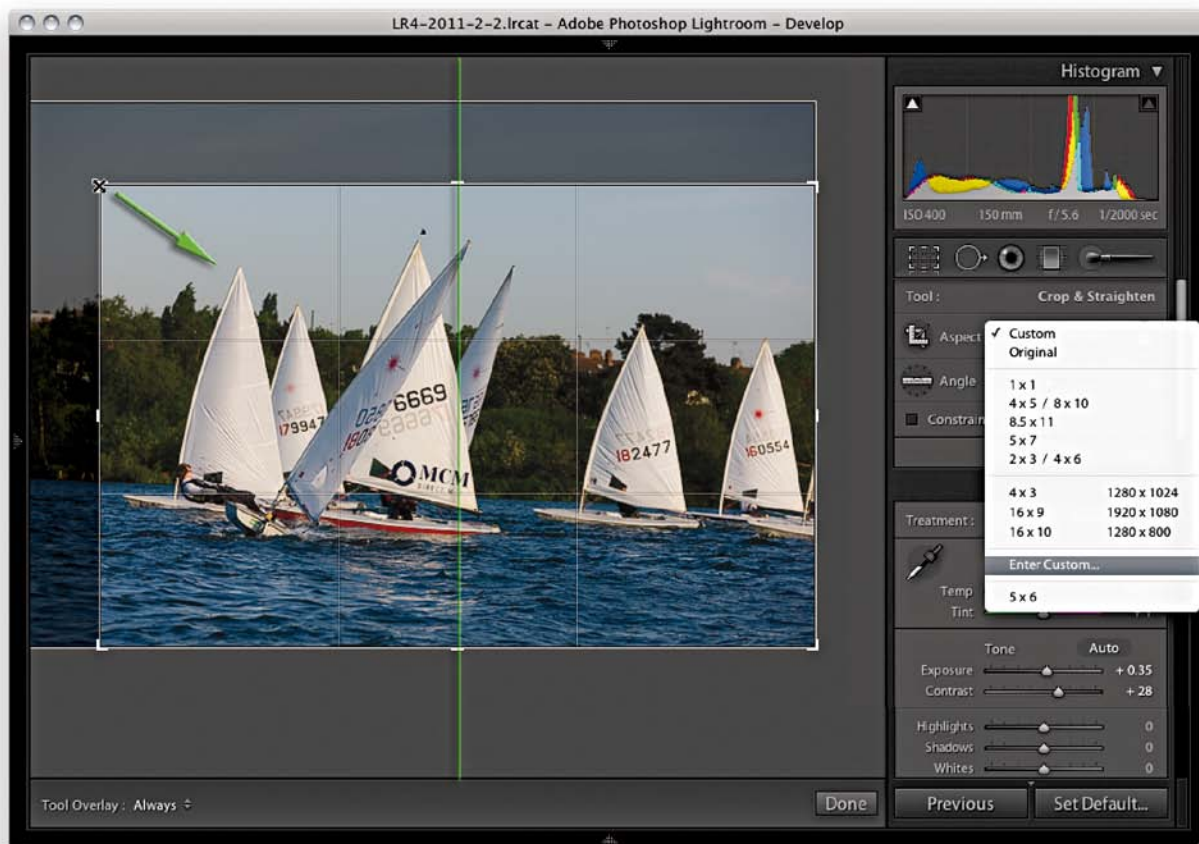 LR4-2011-2-2.lrcat – Adobe Photoshop Lightroom – Develop
Histogram
ISO 400 150 mm f / 5.6 1/2000 sec
Tool : Crop & Straighten
Aspect
Angle
Constrain
✓ Custom
Original
1 x 1
4 x 5 / 8 x 10
8.5 x 11
5 x 7
2 x 3 / 4 x 6
4 x 3 1280 x 1024
16 x 9 1920 x 1080
16 x 10 1280 x 800
Enter Custom...
5 x 6
Treatment :
Temp
Tint
Tone Auto
Exposure + 0.35
Contrast + 28
Highlights 0
Shadows 0
Whites 0
Previous Set Default...
Tool Overlay : Always Done
179947
6669
MCM
182477
160554